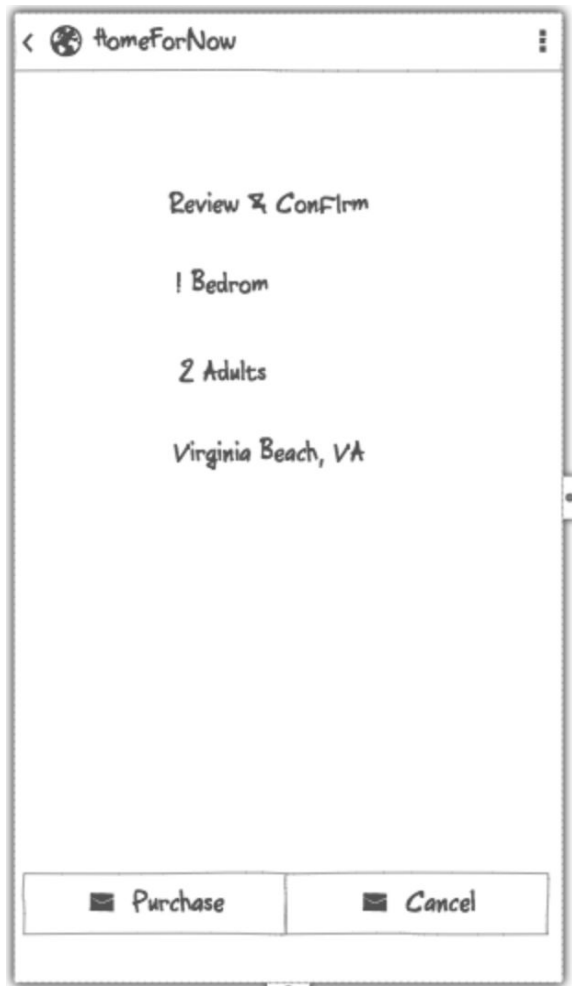 HomeForNow
Review & ConFIrm
! Bedrom
2 Adults
Virginia Beach, VA
Purchase
Cancel